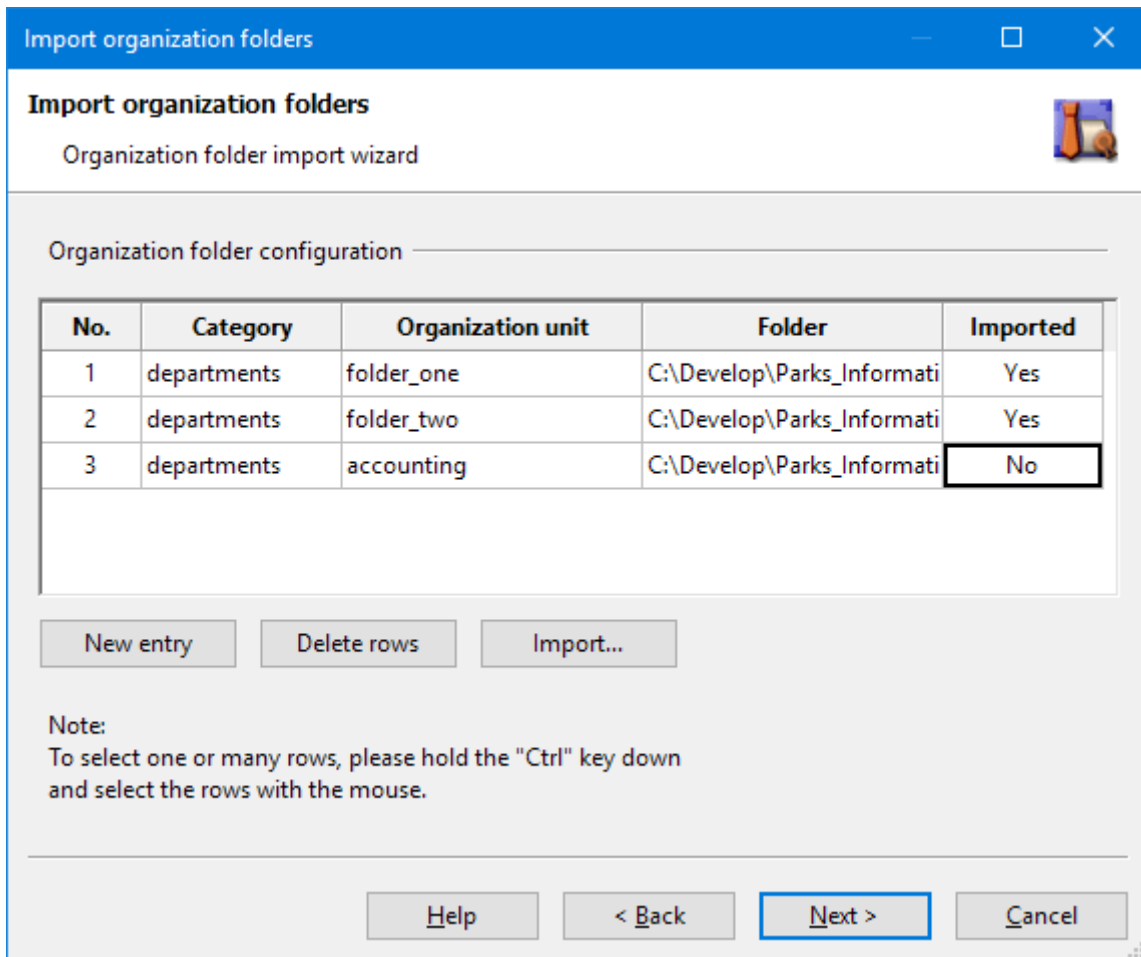 Import organization folders
Import organization folders
Organization folder import wizard
Organization folder configuration
No. Category Organization unit Folder Imported
1 departments folder_one C:\Develop\Parks_Informati Yes
2 departments folder_two C:\Develop\Parks_Informati Yes
3 departments accounting C:\Develop\Parks_Informati No
New entry Delete rows Import...
Note:
To select one or many rows, please hold the "Ctrl" key down
and select the rows with the mouse.
Help < Back Next > Cancel